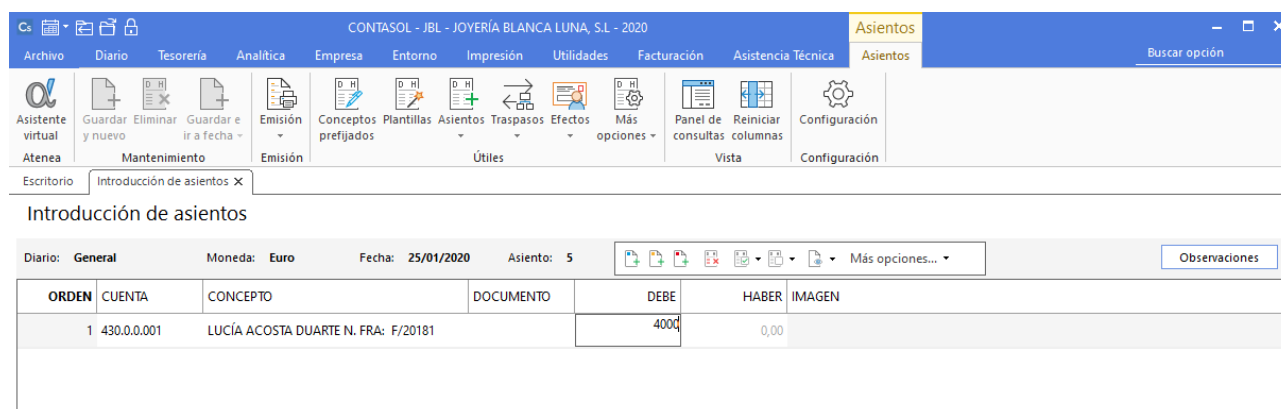 Cs CONTASOL - JBL - JOYERÍA BLANCA LUNA, S.L - 2020 Asientos
Archivo Diario Tesorería Analítica Empresa Entorno Impresión Utilidades Facturación Asistencia Técnica Asientos Buscar opción
Asistente virtual
Guardar y nuevo
Eliminar
Guardar e ir a fecha
Emisión
Conceptos prefijados
Plantillas
Asientos
Traspasos
Efectos
Más opciones
Panel de consultas
Reiniciar columnas
Configuración
Atenea Mantenimiento Emisión Útiles Vista Configuración
Escritorio Introducción de asientos X
Introducción de asientos
Diario: General Moneda: Euro Fecha: 25/01/2020 Asiento: 5 Más opciones... Observaciones
ORDEN CUENTA CONCEPTO DOCUMENTO DEBE HABER IMAGEN
1 430.0.0.001 LUCÍA ACOSTA DUARTE N. FRA: F/20181 4000 0,00